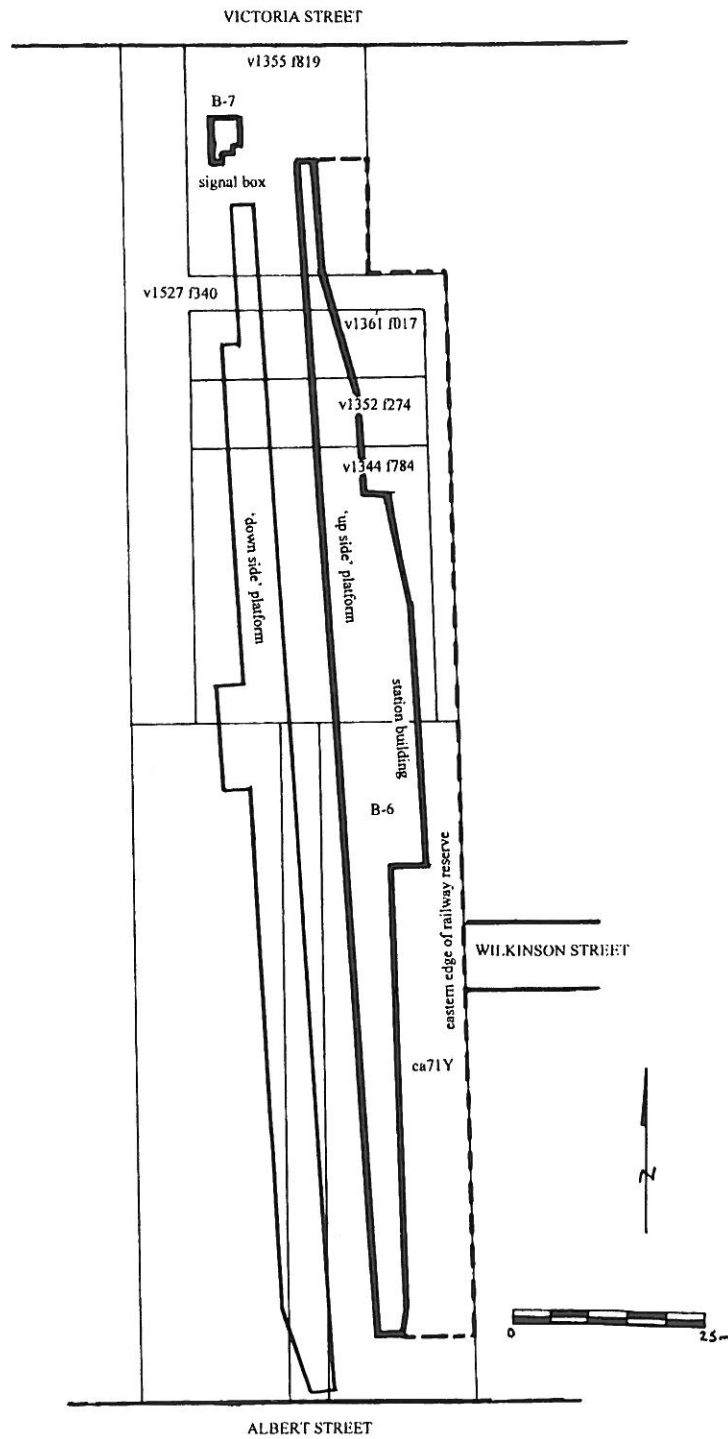 VICTORIA STREET
v1355 f819
B-7
signal box
v1527 f340
v1361 f017
v1352 f274
v1344 f784
'down side' platform
'up side' platform
station building
B-6
eastern edge of railway reserve
WILKINSON STREET
ca71Y
N
0 25m
ALBERT STREET